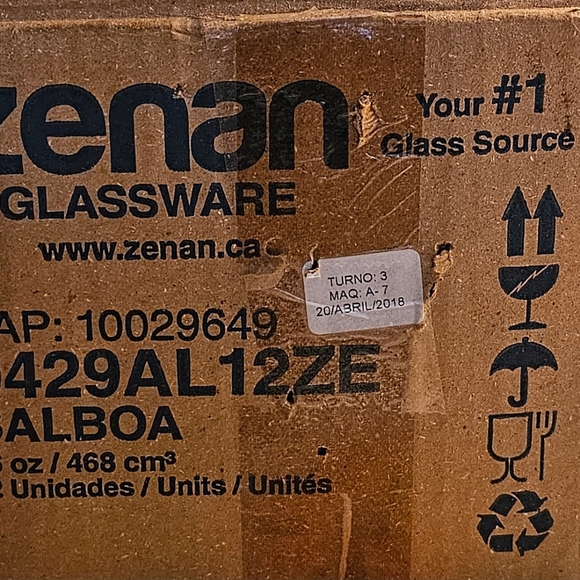 zenan
GLASSWARE
www.zenan.ca
Your #1
Glass Source
TURNO: 3
MAQ: A- 7
20/ABRIL/2018
AP: 10029649
429AL12ZE
BALBOA
oz / 468 cm³
Unidades / Units / Unités